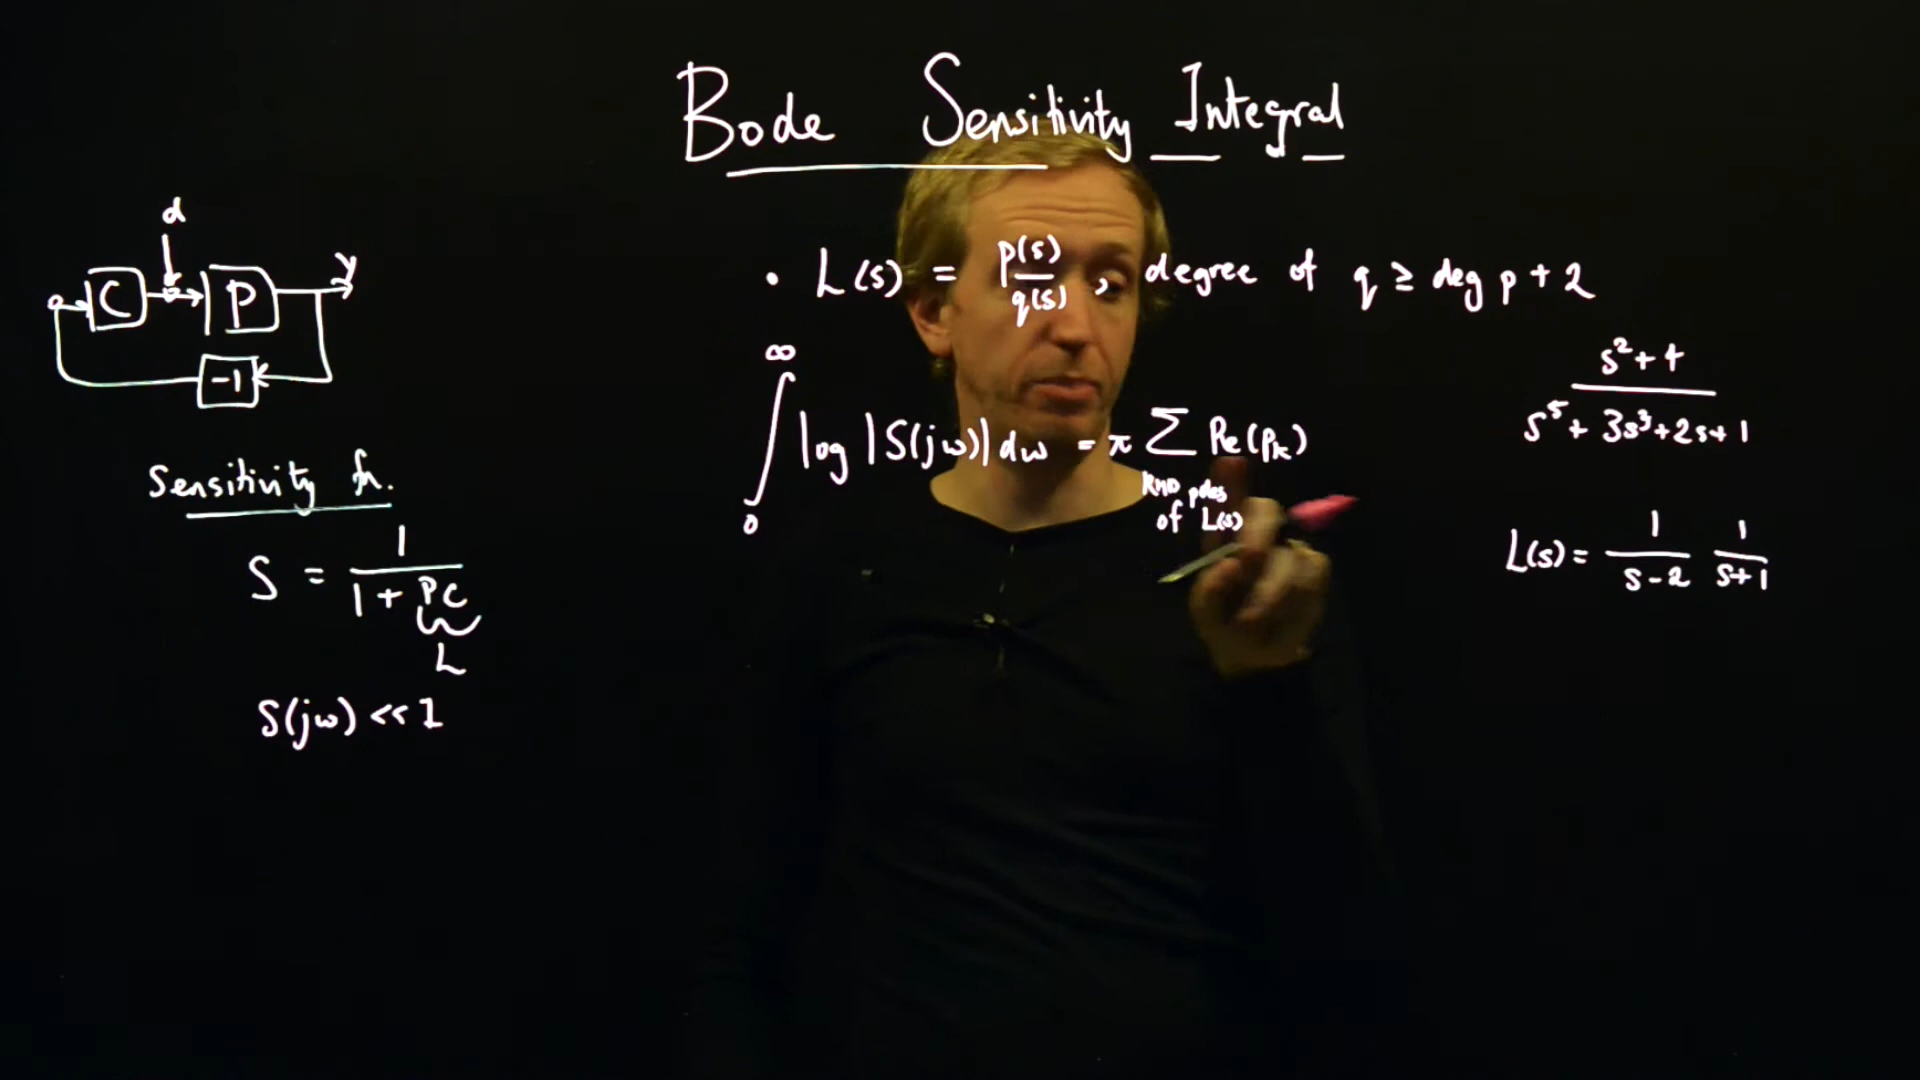 Bode Sensitivity Integral
d
C P y
-1
Sensitivity fn.
S = 1 / (1 + PC)
L
S(jω) << 1
• L(s) = p(s)/q(s), degree of q ≥ deg p + 2
∫₀^∞ log |S(jω)| dω = π Σ Re(pₖ)
RHP poles
of L(s)
s² + 4
s⁵ + 3s³ + 2s + 1
L(s) = 1/(s-2) 1/(s+1)